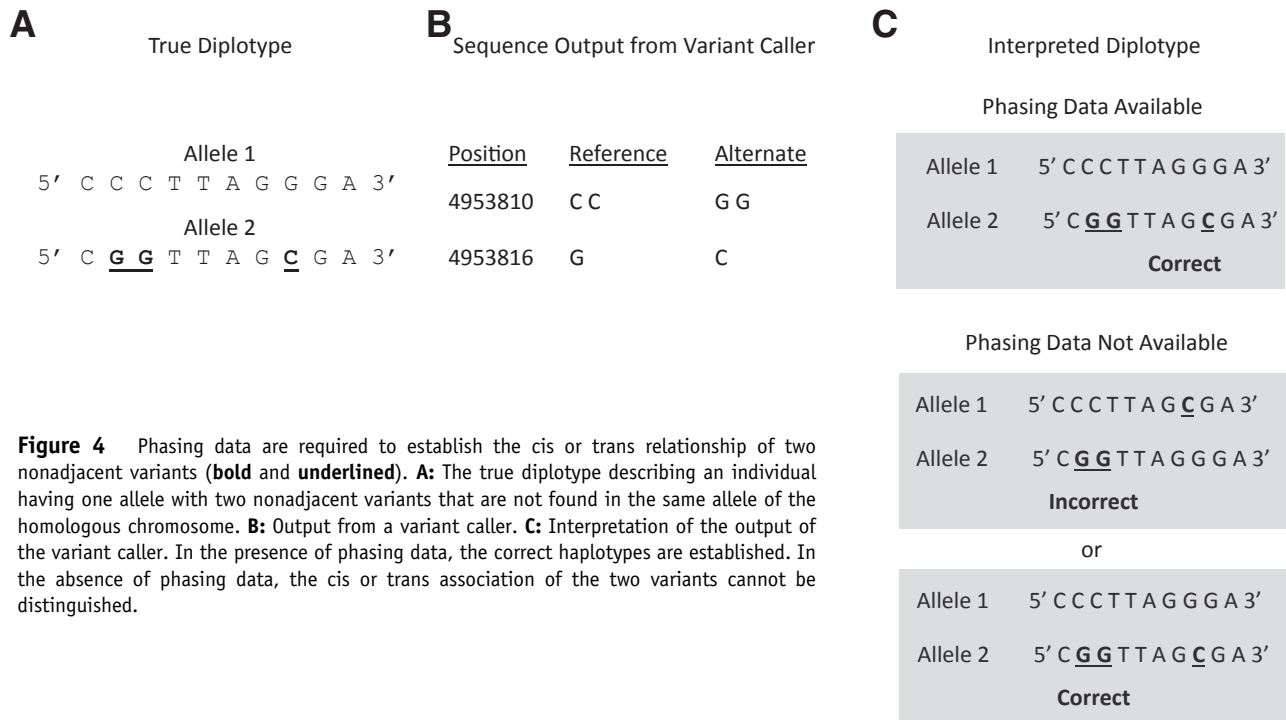 A
True Diplotype
Allele 1
5′ C C C T T A G G G A 3′
Allele 2
5′ C G G T T A G C G A 3′
B
Sequence Output from Variant Caller
Position Reference Alternate
4953810 C C G G
4953816 G C
C
Interpreted Diplotype
Phasing Data Available
Allele 1 5′ C C C T T A G G G A 3′
Allele 2 5′ C G G T T A G C G A 3′
Correct
Phasing Data Not Available
Allele 1 5′ C C C T T A G C G A 3′
Allele 2 5′ C G G T T A G G G A 3′
Incorrect
or
Allele 1 5′ C C C T T A G G G A 3′
Allele 2 5′ C G G T T A G C G A 3′
Correct
Figure 4 Phasing data are required to establish the cis or trans relationship of two
nonadjacent variants (bold and underlined). A: The true diplotype describing an individual
having one allele with two nonadjacent variants that are not found in the same allele of the
homologous chromosome. B: Output from a variant caller. C: Interpretation of the output of
the variant caller. In the presence of phasing data, the correct haplotypes are established. In
the absence of phasing data, the cis or trans association of the two variants cannot be
distinguished.